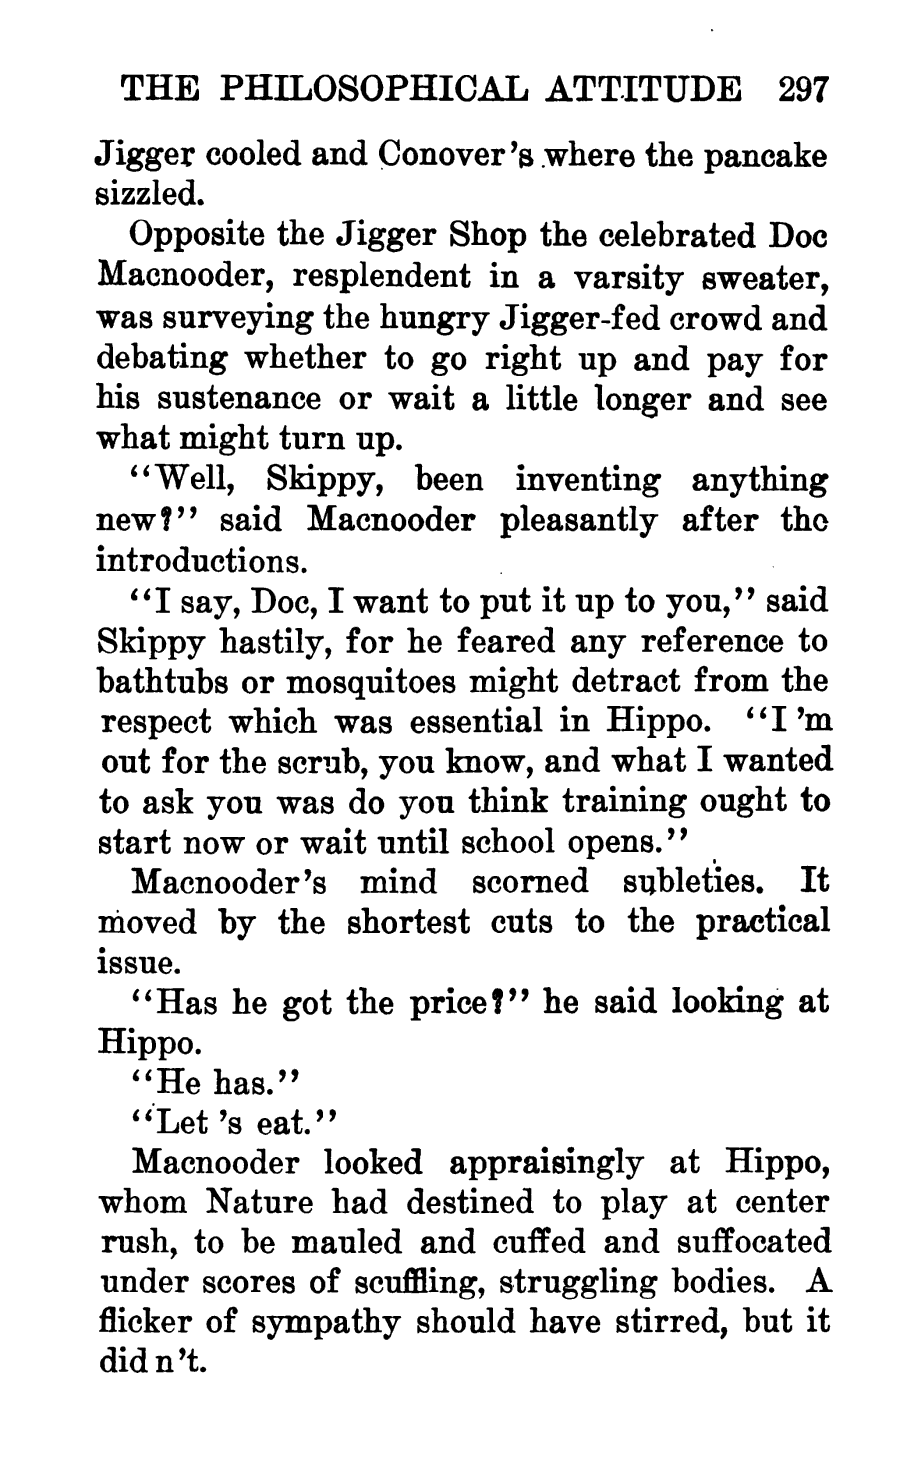 THE PHILOSOPHICAL ATTITUDE 297
Jigger cooled and Conover's where the pancake
sizzled.
Opposite the Jigger Shop the celebrated Doc
Macnooder, resplendent in a varsity sweater,
was surveying the hungry Jigger-fed crowd and
debating whether to go right up and pay for
his sustenance or wait a little longer and see
what might turn up.
"Well, Skippy, been inventing anything
new?" said Macnooder pleasantly after the
introductions.
"I say, Doc, I want to put it up to you," said
Skippy hastily, for he feared any reference to
bathtubs or mosquitoes might detract from the
respect which was essential in Hippo. "I 'm
out for the scrub, you know, and what I wanted
to ask you was do you think training ought to
start now or wait until school opens."
Macnooder's mind scorned subleties. It
moved by the shortest cuts to the practical
issue.
"Has he got the price?" he said looking at
Hippo.
"He has."
"Let 's eat."
Macnooder looked appraisingly at Hippo,
whom Nature had destined to play at center
rush, to be mauled and cuffed and suffocated
under scores of scuffling, struggling bodies. A
flicker of sympathy should have stirred, but it
did n't.